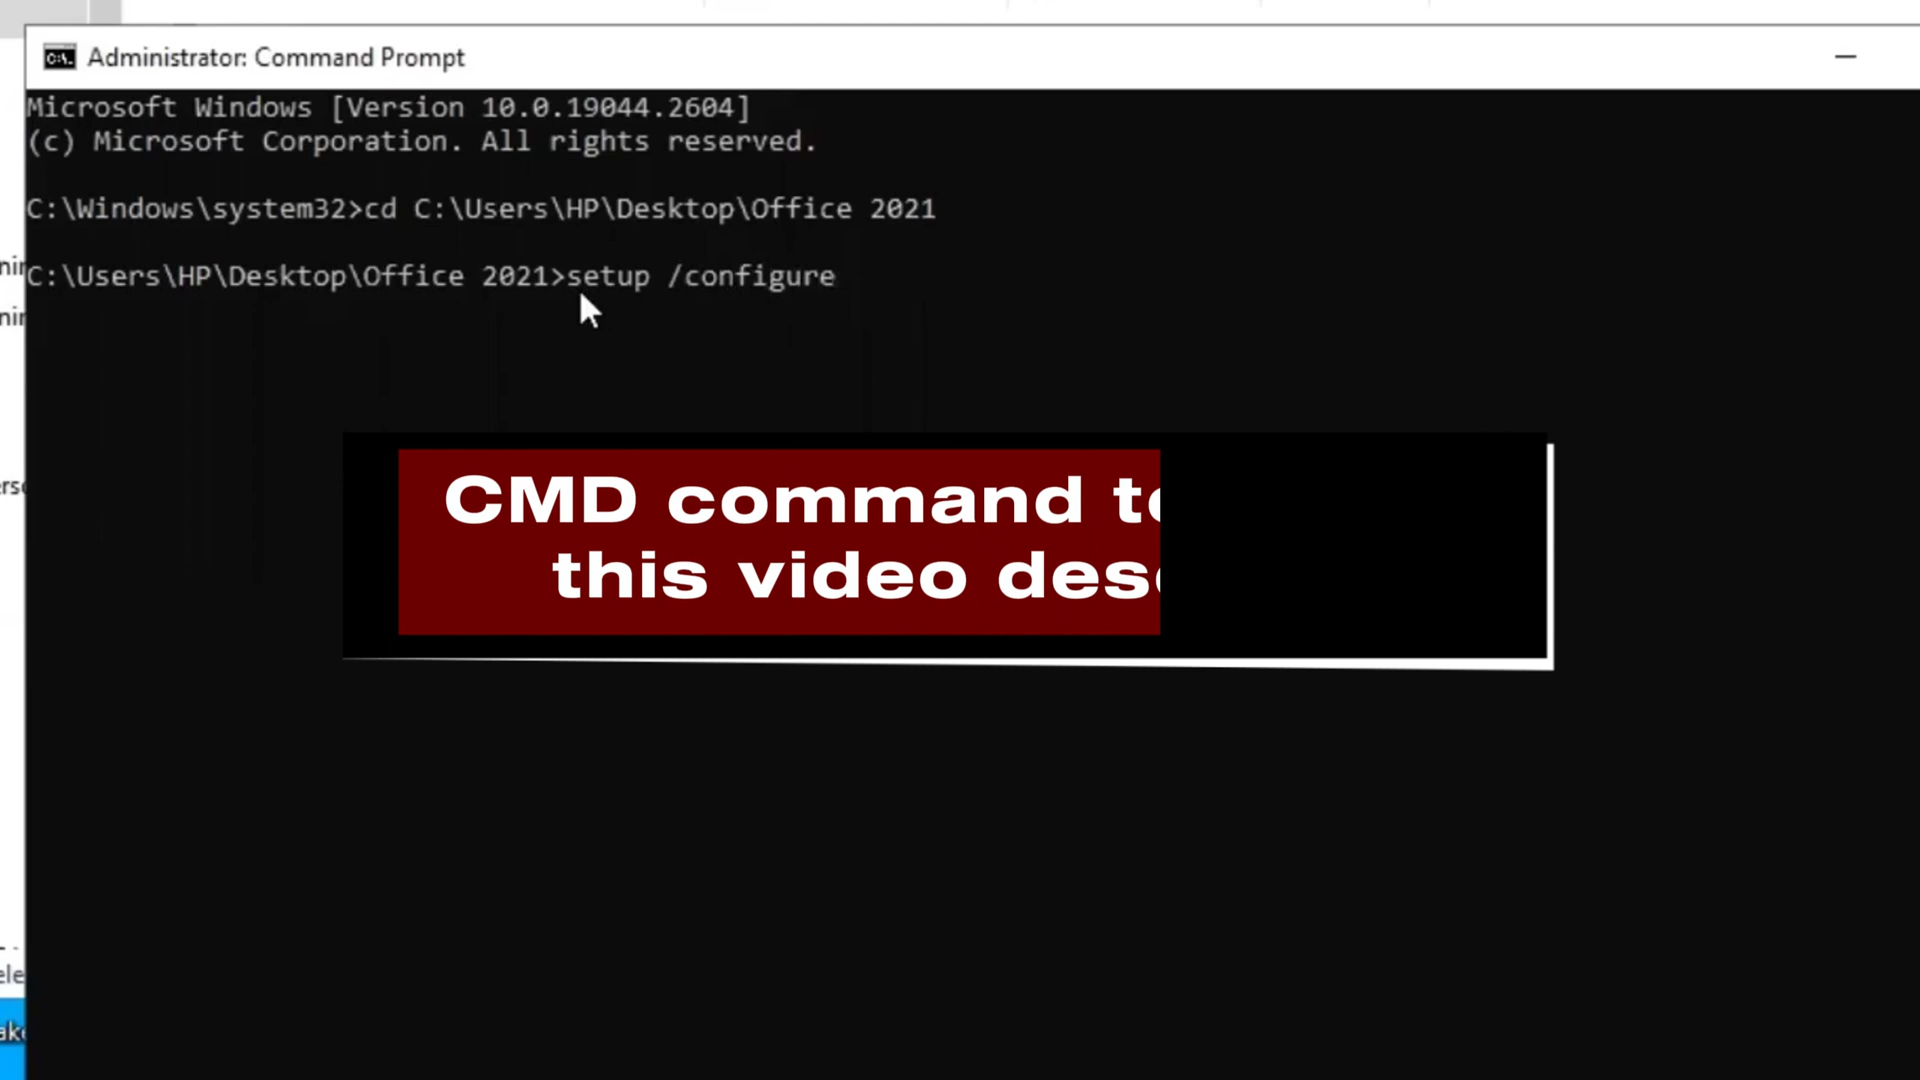 Administrator: Command Prompt
Microsoft Windows [Version 10.0.19044.2604]
(c) Microsoft Corporation. All rights reserved.
C:\Windows\system32>cd C:\Users\HP\Desktop\Office 2021
C:\Users\HP\Desktop\Office 2021>setup /configure
CMD command
this video